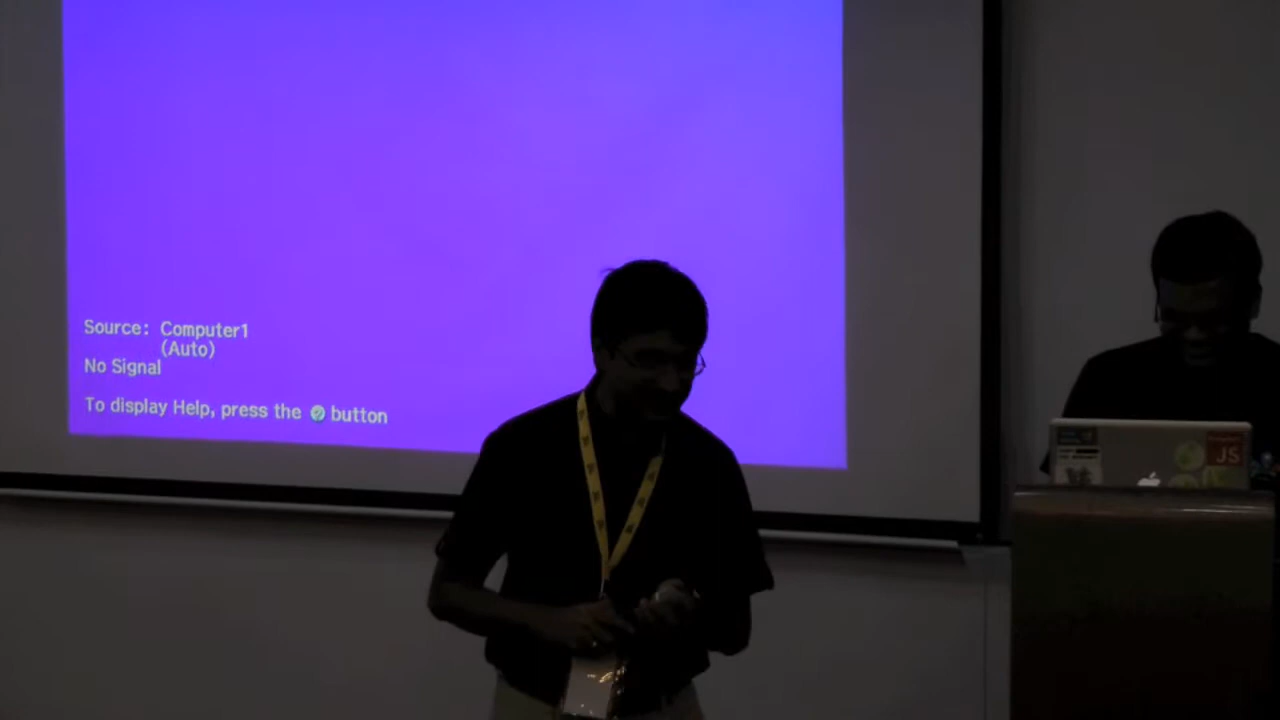 Source: Computer1
(Auto)
No Signal
To display Help, press the button
JS